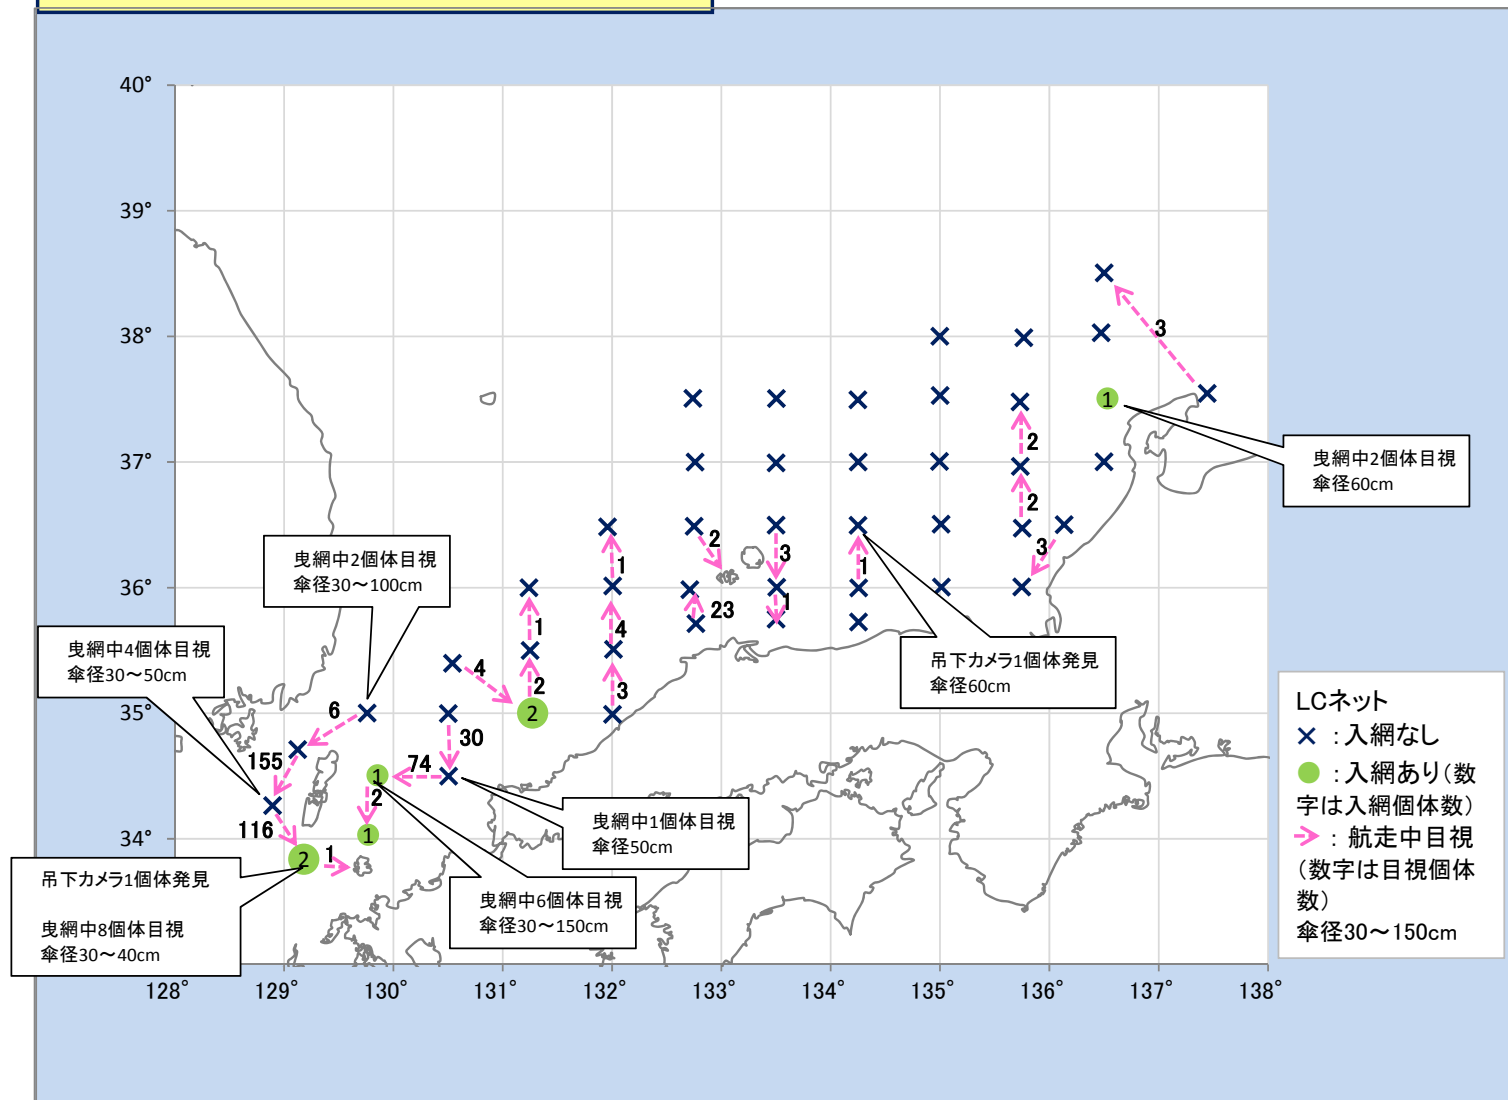 40°
39°
38°
37°
36°
35°
34°
128°
129°
130°
131°
132°
133°
134°
135°
136°
137°
138°
3
1
2
2
3
曳網中2個体目視
傘径60cm
2
3
1
1
1
23
1
4
3
1
2
2
4
吊下カメラ1個体発見
傘径60cm
曳網中2個体目視
傘径30～100cm
曳網中4個体目視
傘径30～50cm
6
155
116
30
74
1
2
1
2
1
曳網中1個体目視
傘径50cm
曳網中6個体目視
傘径30～150cm
吊下カメラ1個体発見
曳網中8個体目視
傘径30～40cm
LCネット
：入網なし
：入網あり（数
字は入網個体数）
：航走中目視
（数字は目視個体
数）
傘径30～150cm